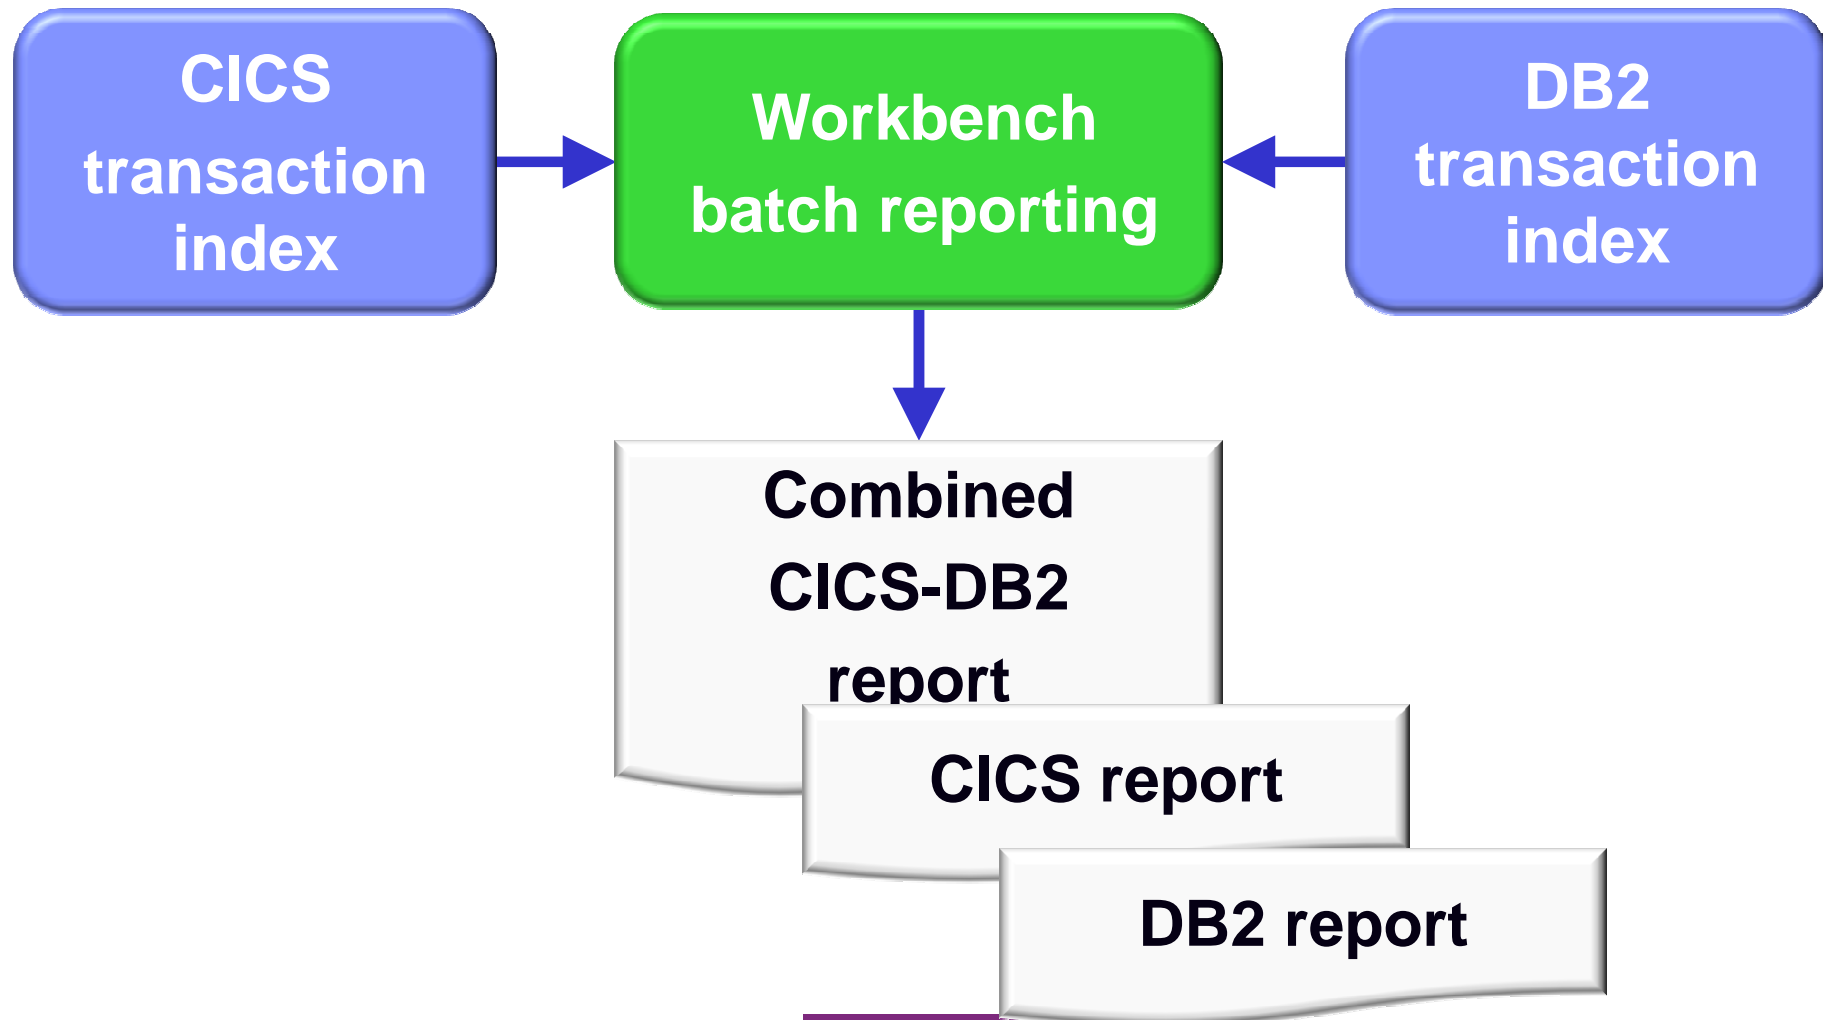 CICS
transaction
index
Workbench
batch reporting
DB2
transaction
index
Combined
CICS-DB2
report
CICS report
DB2 report